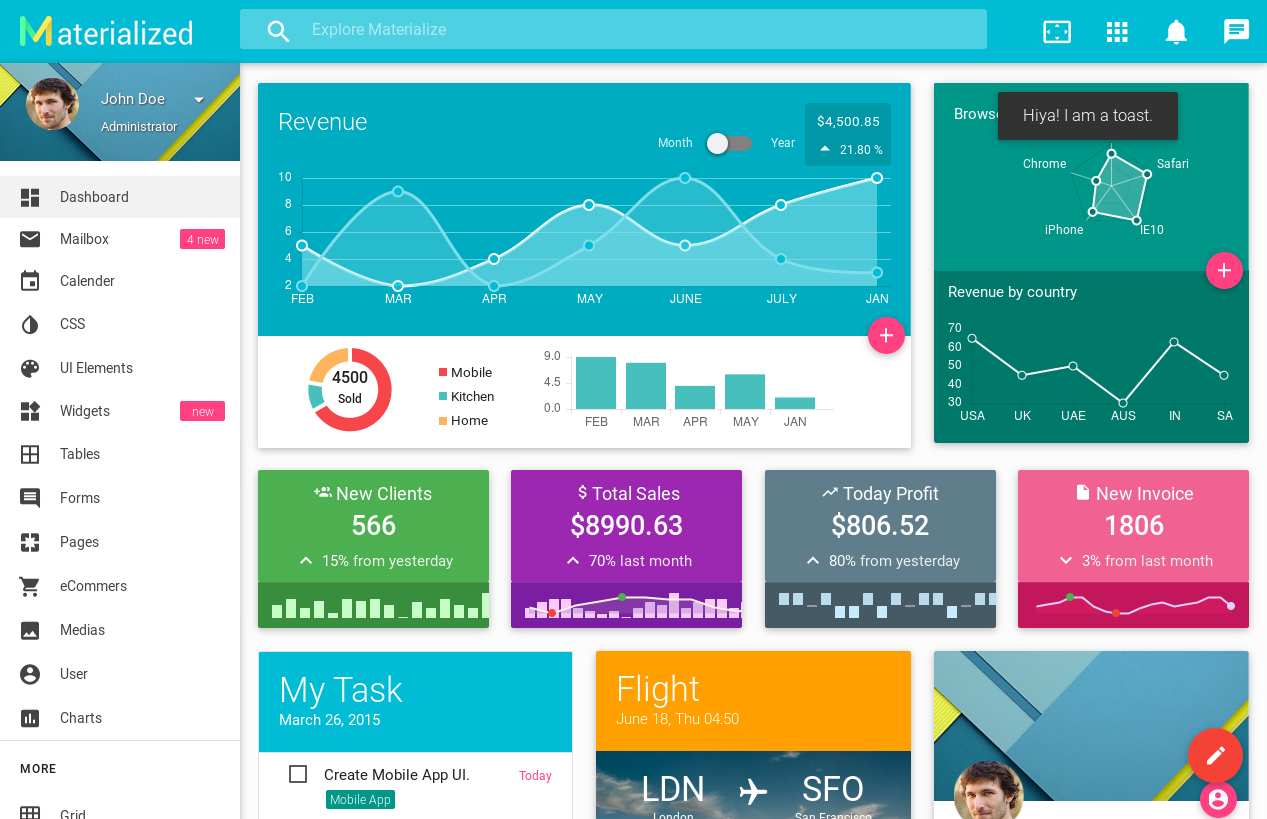 Materialized
Explore Materialize
John Doe
Administrator
Dashboard
Mailbox
4 new
Calender
CSS
UI Elements
Widgets
new
Tables
Forms
Pages
eCommers
Medias
User
Charts
MORE
Grid
Revenue
Month
Year
$4,500.85
21.80 %
10
8
6
4
2
FEB MAR APR MAY JUNE JULY JAN
4500
Sold
Mobile
Kitchen
Home
9.0
4.5
0.0
FEB MAR APR MAY JAN
Hiya! I am a toast.
Chrome
Safari
iPhone
IE10
Revenue by country
70
60
50
40
30
USA UK UAE AUS IN SA
New Clients
566
15% from yesterday
$ Total Sales
$8990.63
70% last month
Today Profit
$806.52
80% from yesterday
New Invoice
1806
3% from last month
My Task
March 26, 2015
Create Mobile App UI.
Today
Mobile App
Flight
June 18, Thu 04:50
LDN
London
SFO
San Francisco